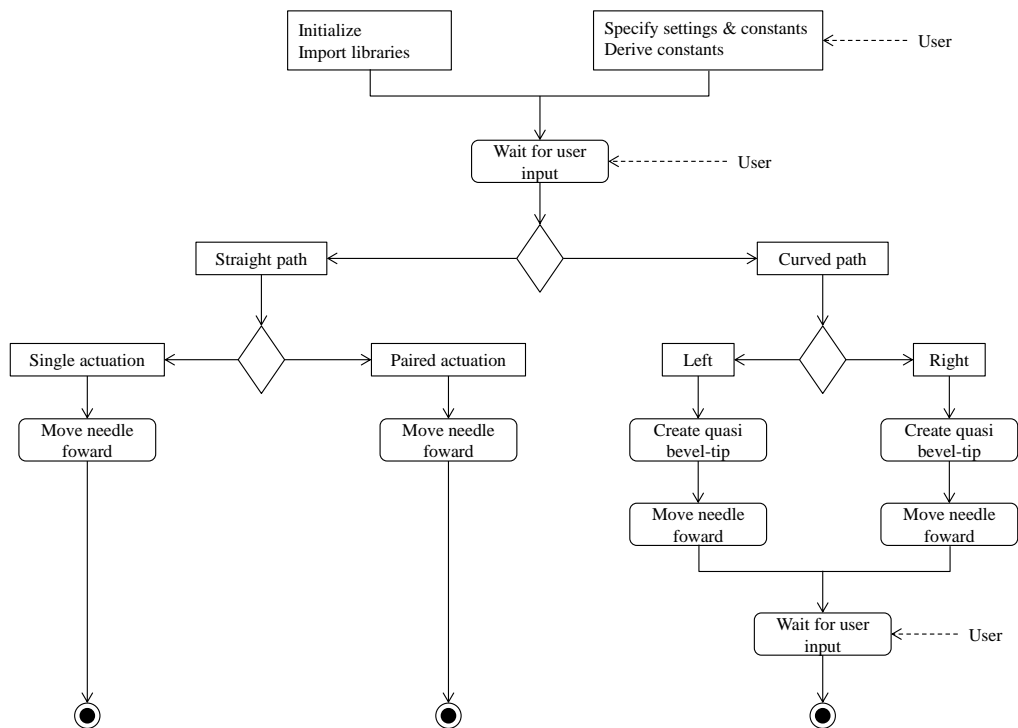 Initialize
Import libraries
Specify settings & constants
Derive constants
User
Wait for user
input
User
Straight path
Curved path
Single actuation
Paired actuation
Left
Right
Move needle
foward
Move needle
foward
Create quasi
bevel-tip
Create quasi
bevel-tip
Move needle
foward
Move needle
foward
Wait for user
input
User